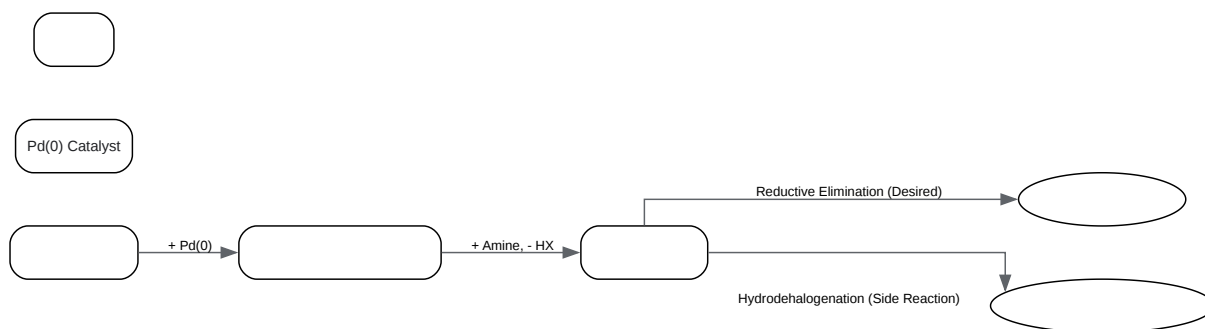 Pd(0) Catalyst
Reductive Elimination (Desired)
+ Pd(0)
+ Amine, - HX
Hydrodehalogenation (Side Reaction)